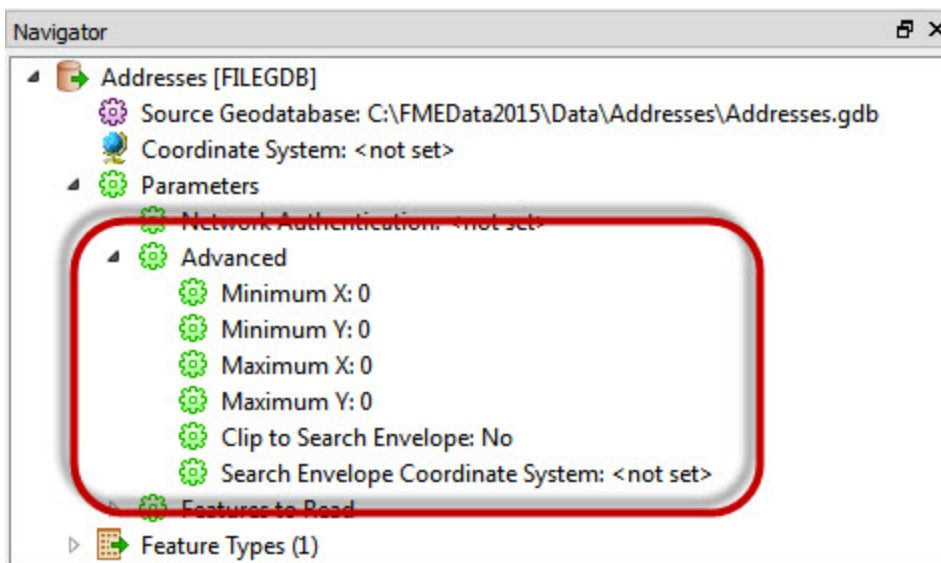 Navigator
Addresses [FILEGDB]
Source Geodatabase: C:\FMEData2015\Data\Addresses\Addresses.gdb
Coordinate System: <not set>
Parameters
Network Authentication: <not set>
Advanced
Minimum X: 0
Minimum Y: 0
Maximum X: 0
Maximum Y: 0
Clip to Search Envelope: No
Search Envelope Coordinate System: <not set>
Features to Read
Feature Types (1)